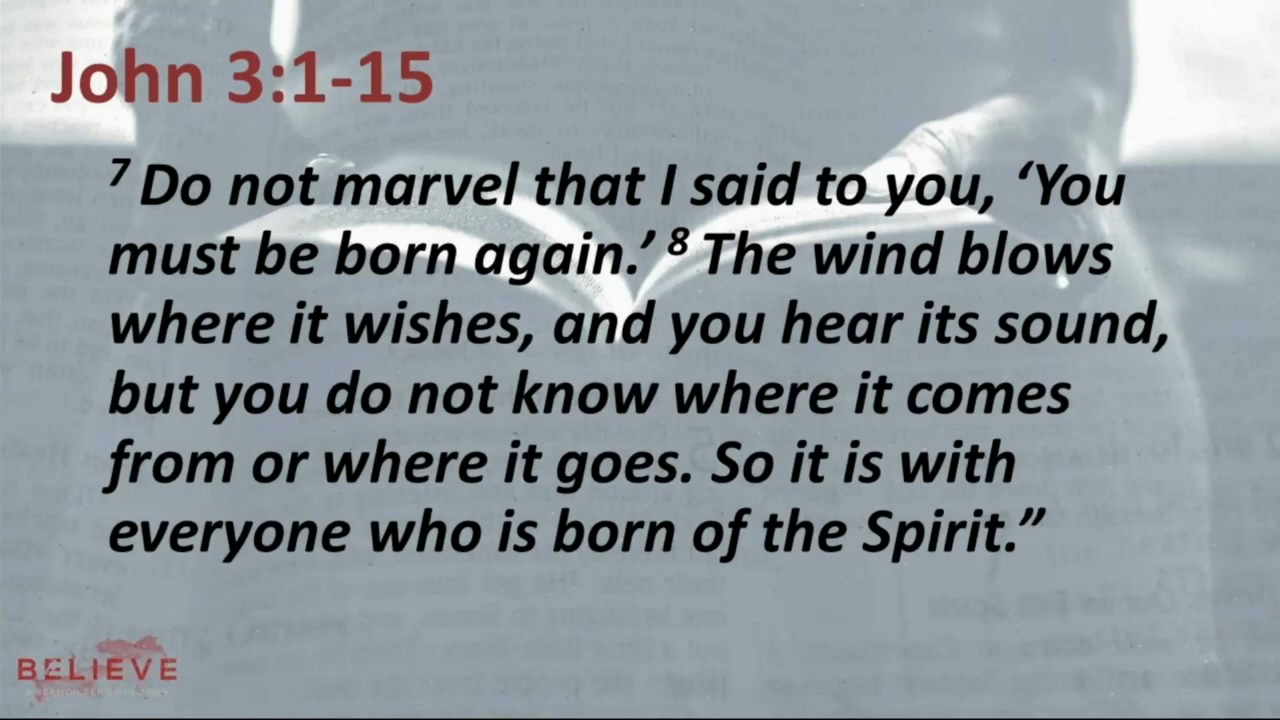 John 3:1-15
7 Do not marvel that I said to you, ‘You
must be born again.’ 8 The wind blows
where it wishes, and you hear its sound,
but you do not know where it comes
from or where it goes. So it is with
everyone who is born of the Spirit.”
BELIEVE